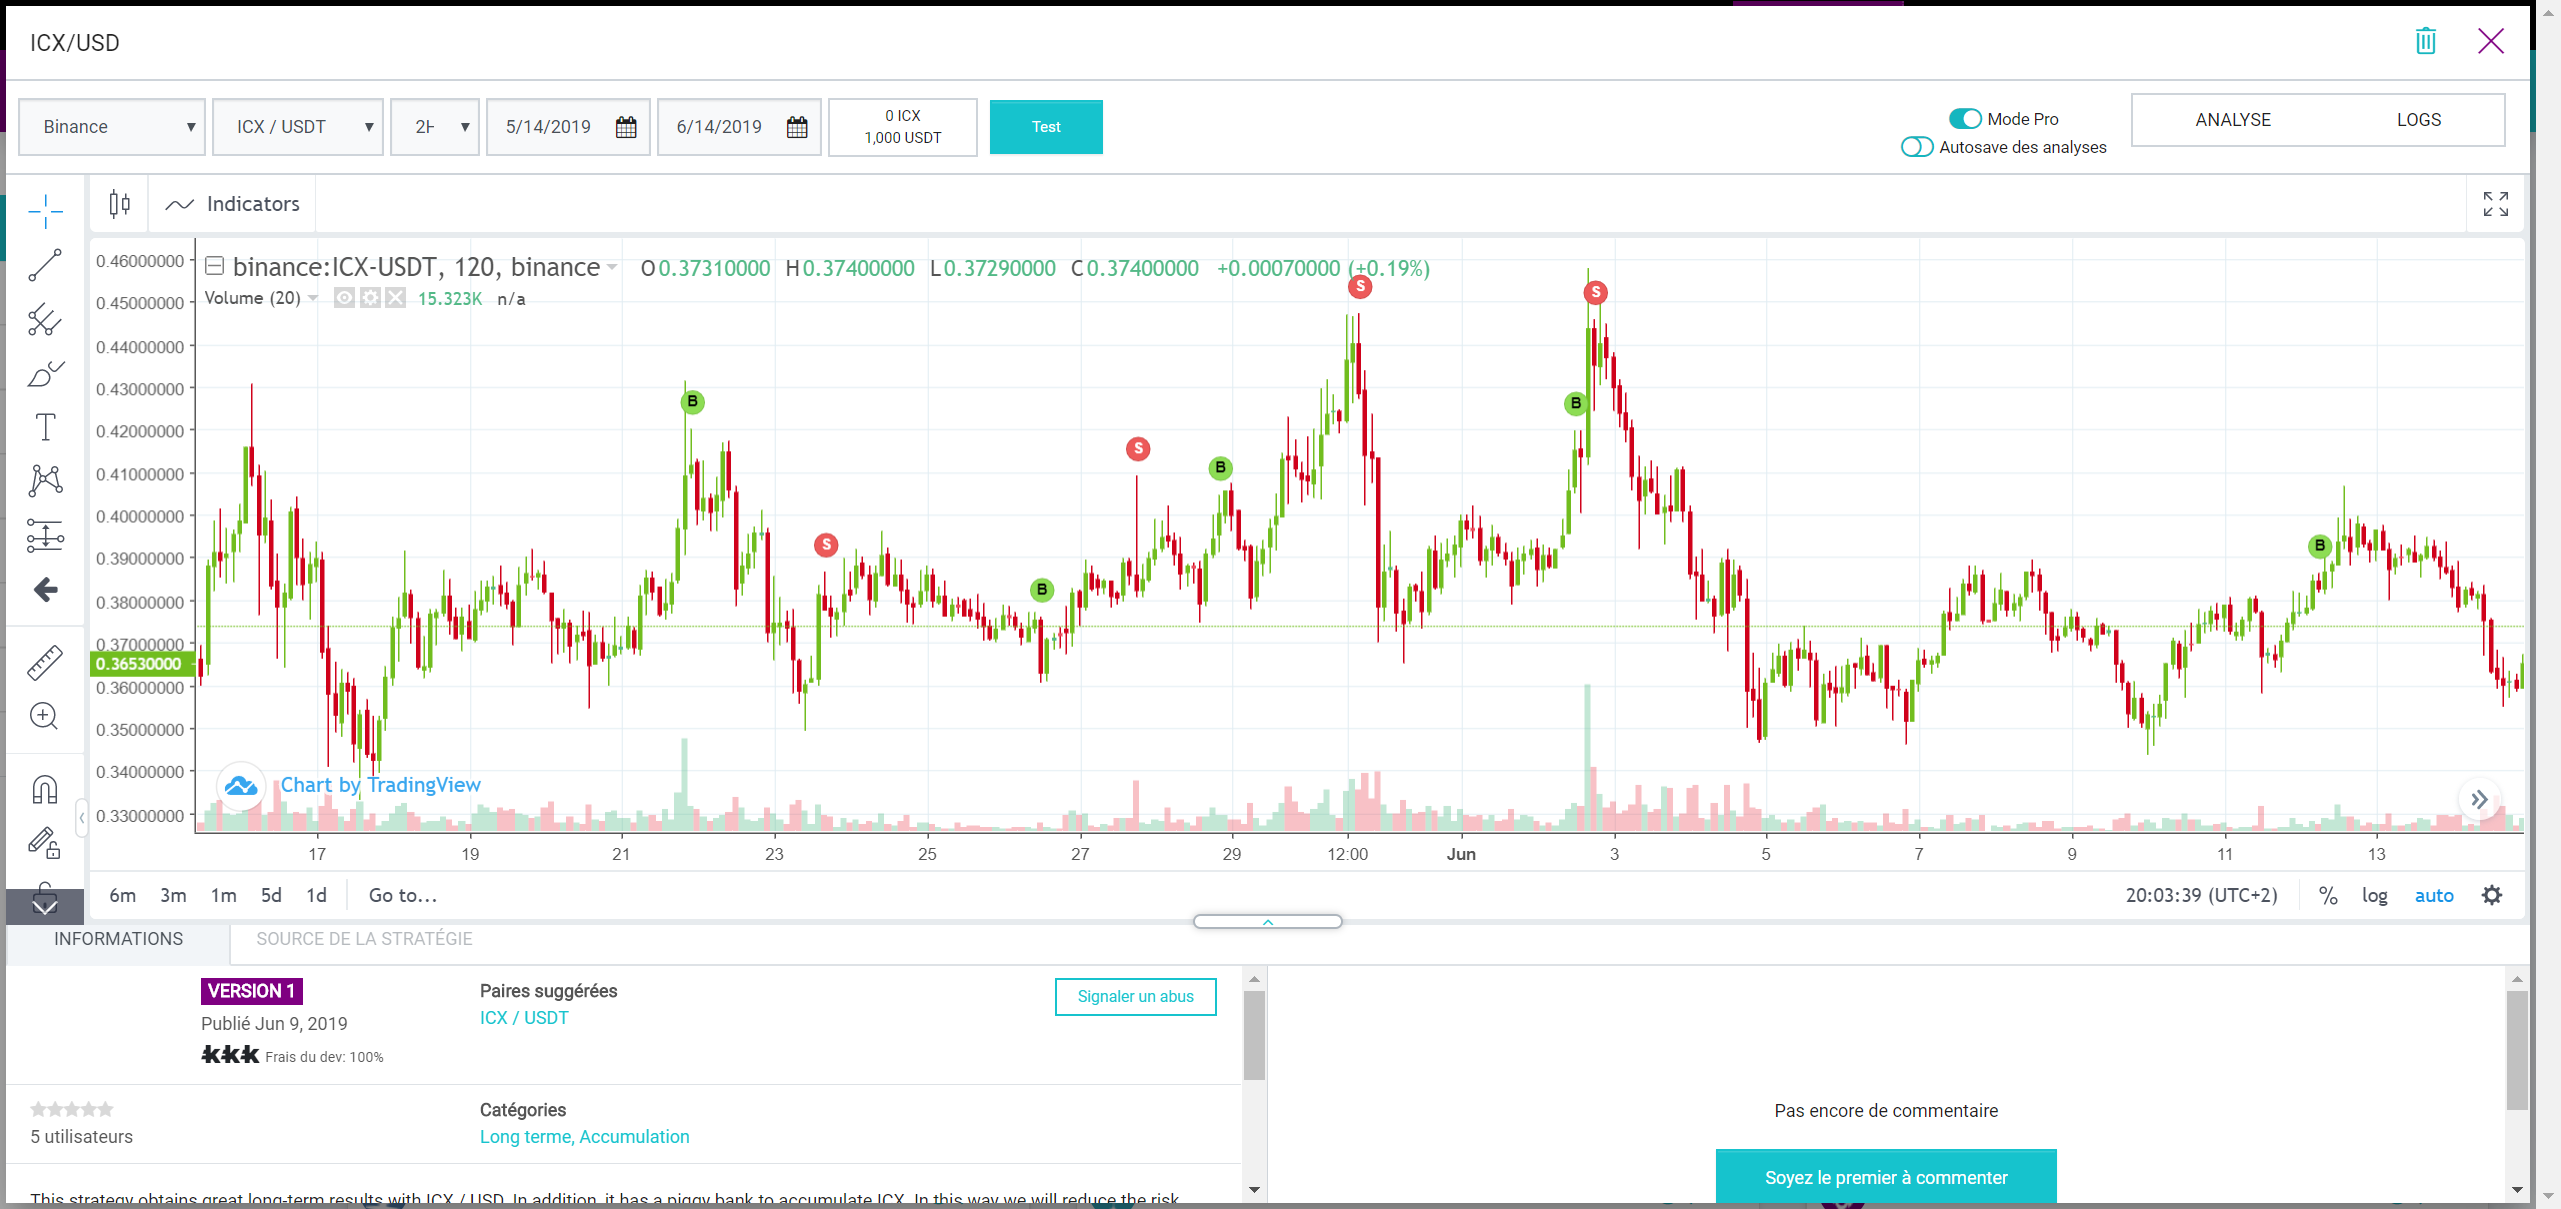 ICX/USD
Binance
ICX / USDT
2H
5/14/2019
6/14/2019
0 ICX
1,000 USDT
Test
Mode Pro
Autosave des analyses
ANALYSE
LOGS
Indicators
binance:ICX-USDT, 120, binance
O0.37310000 H0.37400000 L0.37290000 C0.37400000 +0.00070000 (+0.19%)
Volume (20) 15.323K n/a
0.46000000
0.45000000
0.44000000
0.43000000
0.42000000
0.41000000
0.40000000
0.39000000
0.38000000
0.37000000
0.36530000
0.36000000
0.35000000
0.34000000
0.33000000
B
S
B
S
B
S
B
S
B
Chart by TradingView
17 19 21 23 25 27 29 12:00 Jun 3 5 7 9 11 13
6m 3m 1m 5d 1d Go to...
20:03:39 (UTC+2) % log auto
INFORMATIONS
SOURCE DE LA STRATÉGIE
VERSION 1
Publié Jun 9, 2019
Frais du dev: 100%
Paires suggérées
ICX / USDT
Signaler un abus
5 utilisateurs
Catégories
Long terme, Accumulation
This strategy obtains great long-term results with ICX / USD. In addition, it has a piggy bank to accumulate ICX. In this way we will reduce the risk
Pas encore de commentaire
Soyez le premier à commenter